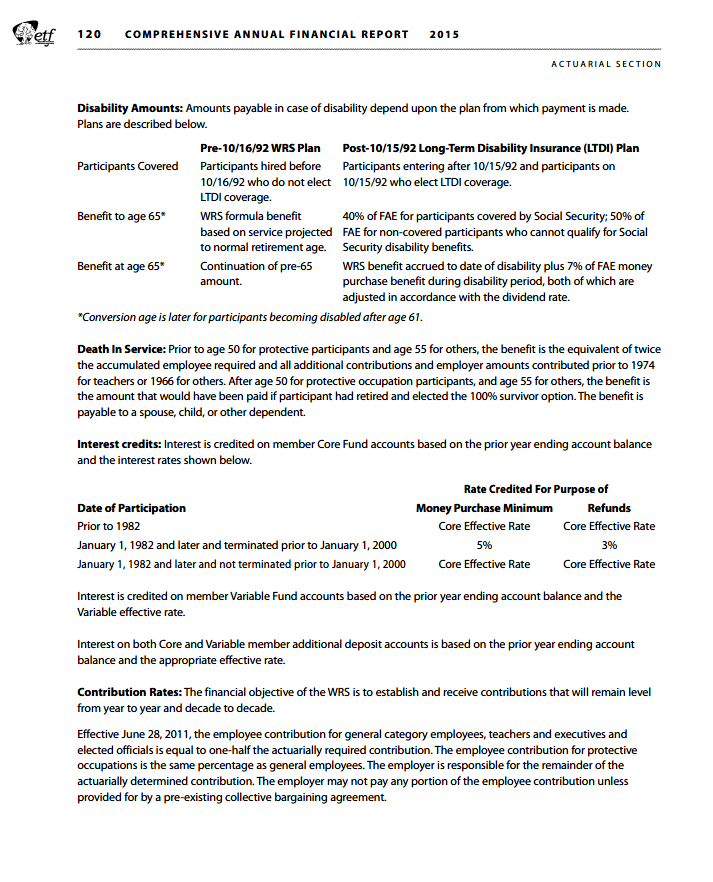 etf
120 COMPREHENSIVE ANNUAL FINANCIAL REPORT 2015
ACTUARIAL SECTION
Disability Amounts: Amounts payable in case of disability depend upon the plan from which payment is made.
Plans are described below.
Pre-10/16/92 WRS Plan Post-10/15/92 Long-Term Disability Insurance (LTDI) Plan
Participants Covered Participants hired before Participants entering after 10/15/92 and participants on
10/16/92 who do not elect 10/15/92 who elect LTDI coverage.
LTDI coverage.
Benefit to age 65* WRS formula benefit 40% of FAE for participants covered by Social Security; 50% of
based on service projected FAE for non-covered participants who cannot qualify for Social
to normal retirement age. Security disability benefits.
Benefit at age 65* Continuation of pre-65 WRS benefit accrued to date of disability plus 7% of FAE money
amount. purchase benefit during disability period, both of which are
adjusted in accordance with the dividend rate.
*Conversion age is later for participants becoming disabled after age 61.
Death In Service: Prior to age 50 for protective participants and age 55 for others, the benefit is the equivalent of twice
the accumulated employee required and all additional contributions and employer amounts contributed prior to 1974
for teachers or 1966 for others. After age 50 for protective occupation participants, and age 55 for others, the benefit is
the amount that would have been paid if participant had retired and elected the 100% survivor option. The benefit is
payable to a spouse, child, or other dependent.
Interest credits: Interest is credited on member Core Fund accounts based on the prior year ending account balance
and the interest rates shown below.
Rate Credited For Purpose of
Date of Participation Money Purchase Minimum Refunds
Prior to 1982 Core Effective Rate Core Effective Rate
January 1, 1982 and later and terminated prior to January 1, 2000 5% 3%
January 1, 1982 and later and not terminated prior to January 1, 2000 Core Effective Rate Core Effective Rate
Interest is credited on member Variable Fund accounts based on the prior year ending account balance and the
Variable effective rate.
Interest on both Core and Variable member additional deposit accounts is based on the prior year ending account
balance and the appropriate effective rate.
Contribution Rates: The financial objective of the WRS is to establish and receive contributions that will remain level
from year to year and decade to decade.
Effective June 28, 2011, the employee contribution for general category employees, teachers and executives and
elected officials is equal to one-half the actuarially required contribution. The employee contribution for protective
occupations is the same percentage as general employees. The employer is responsible for the remainder of the
actuarially determined contribution. The employer may not pay any portion of the employee contribution unless
provided for by a pre-existing collective bargaining agreement.